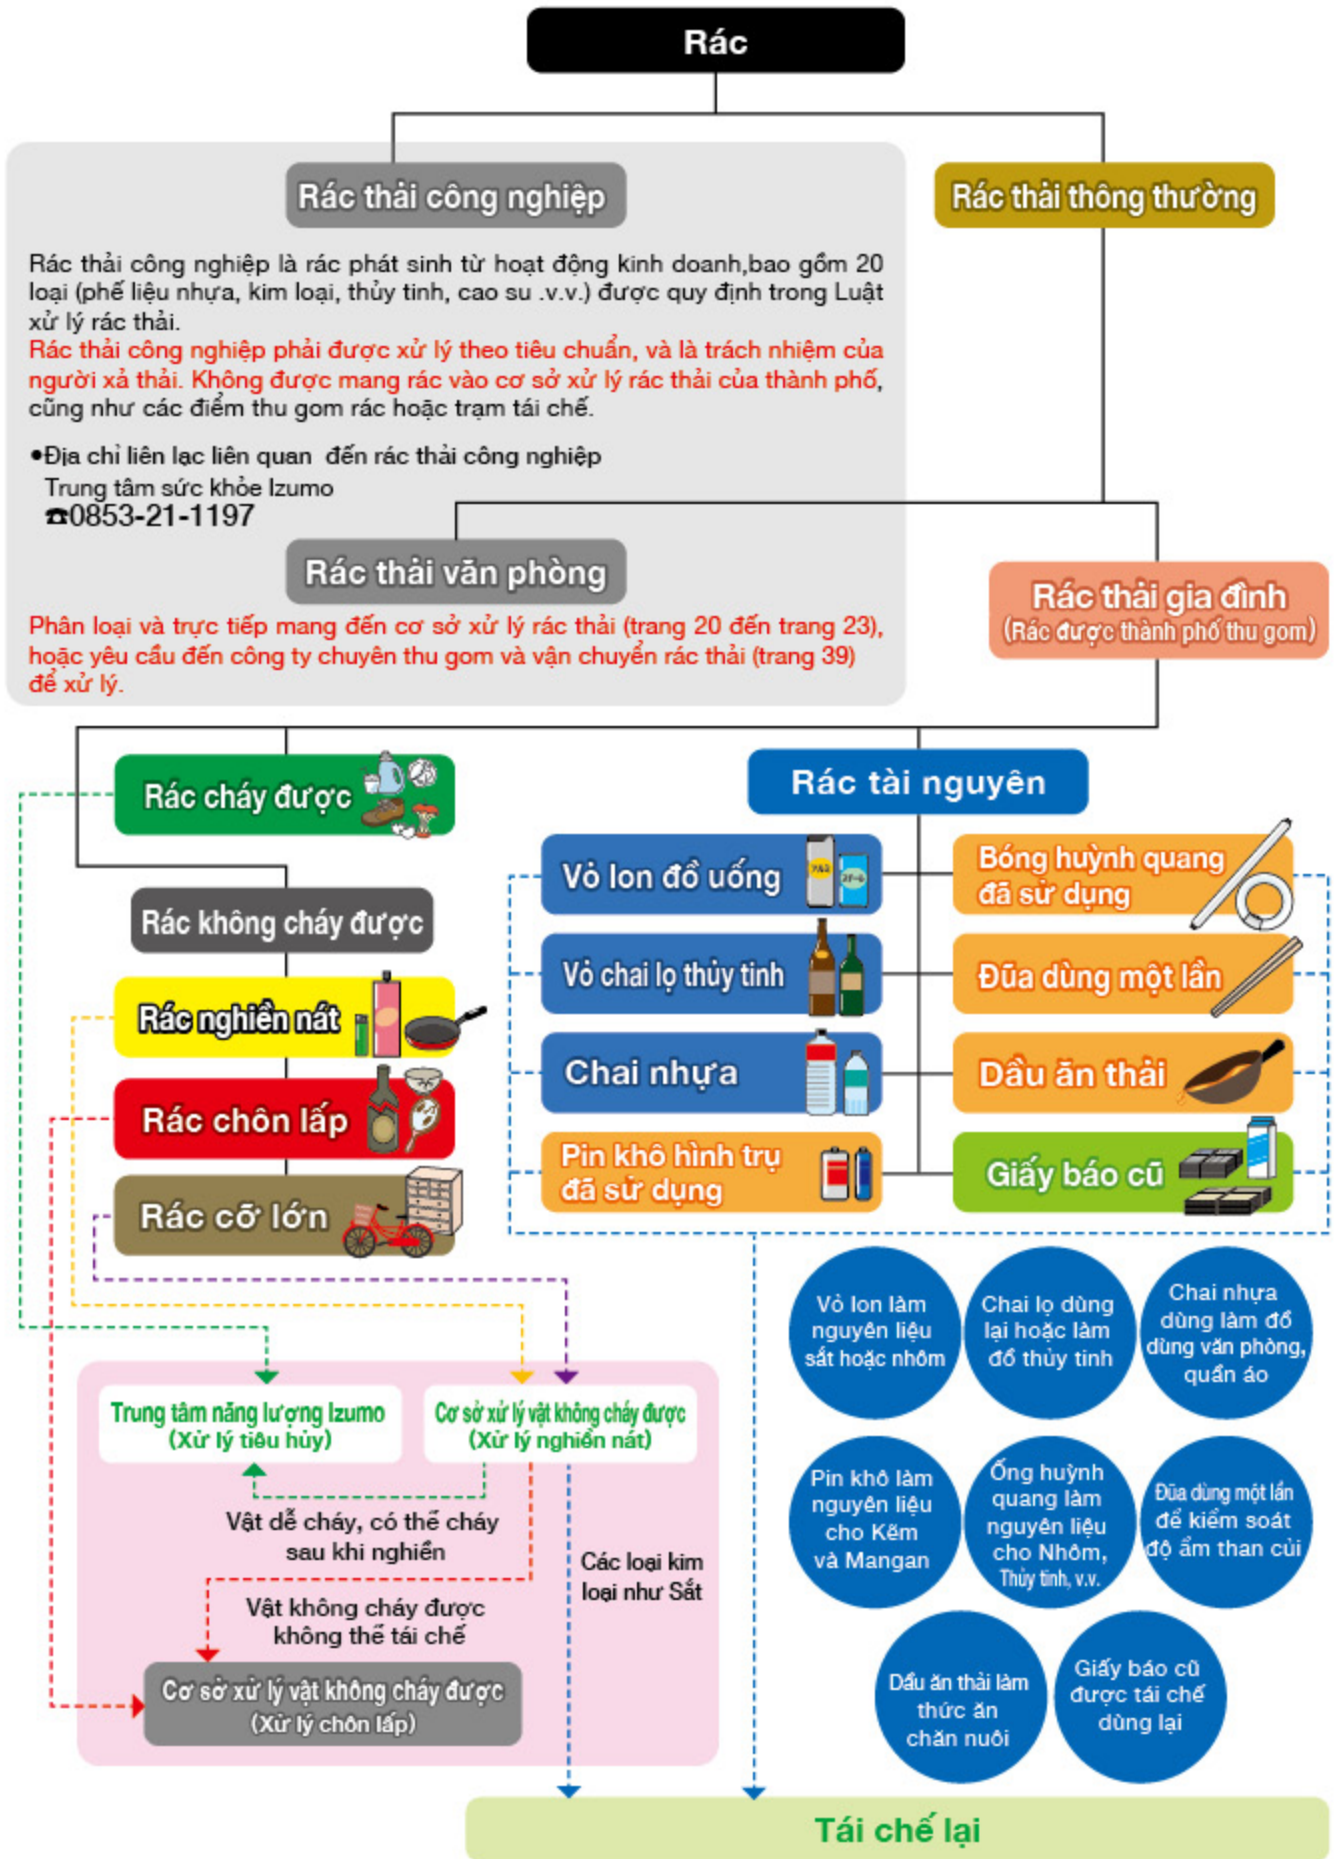 Rác
Rác thải công nghiệp
Rác thải thông thường
Rác thải công nghiệp là rác phát sinh từ hoạt động kinh doanh,bao gồm 20
loại (phế liệu nhựa, kim loại, thủy tinh, cao su .v.v.) được quy định trong Luật
xử lý rác thải.
Rác thải công nghiệp phải được xử lý theo tiêu chuẩn, và là trách nhiệm của
người xả thải. Không được mang rác vào cơ sở xử lý rác thải của thành phố,
cũng như các điểm thu gom rác hoặc trạm tái chế.
•Địa chỉ liên lạc liên quan đến rác thải công nghiệp
Trung tâm sức khỏe Izumo
☎0853-21-1197
Rác thải văn phòng
Phân loại và trực tiếp mang đến cơ sở xử lý rác thải (trang 20 đến trang 23),
hoặc yêu cầu đến công ty chuyên thu gom và vận chuyển rác thải (trang 39)
để xử lý.
Rác thải gia đình
(Rác được thành phố thu gom)
Rác cháy được
Rác không cháy được
Rác nghiền nát
Rác chôn lấp
Rác cỡ lớn
Rác tài nguyên
Vỏ lon đồ uống
Vỏ chai lọ thủy tinh
Chai nhựa
Pin khô hình trụ
đã sử dụng
Bóng huỳnh quang
đã sử dụng
Đũa dùng một lần
Dầu ăn thải
Giấy báo cũ
Trung tâm năng lượng Izumo
(Xử lý tiêu hủy)
Cơ sở xử lý vật không cháy được
(Xử lý nghiền nát)
Vật dễ cháy, có thể cháy
sau khi nghiền
Vật không cháy được
không thể tái chế
Các loại kim
loại như Sắt
Cơ sở xử lý vật không cháy được
(Xử lý chôn lấp)
Vỏ lon làm
nguyên liệu
sắt hoặc nhôm
Chai lọ dùng
lại hoặc làm
đồ thủy tinh
Chai nhựa
dùng làm đồ
dùng văn phòng,
quần áo
Pin khô làm
nguyên liệu
cho Kẽm
và Mangan
Ống huỳnh
quang làm
nguyên liệu
cho Nhôm,
Thủy tinh, v.v.
Đũa dùng một lần
để kiểm soát
độ ẩm than củi
Dầu ăn thải làm
thức ăn
chăn nuôi
Giấy báo cũ
được tái chế
dùng lại
Tái chế lại